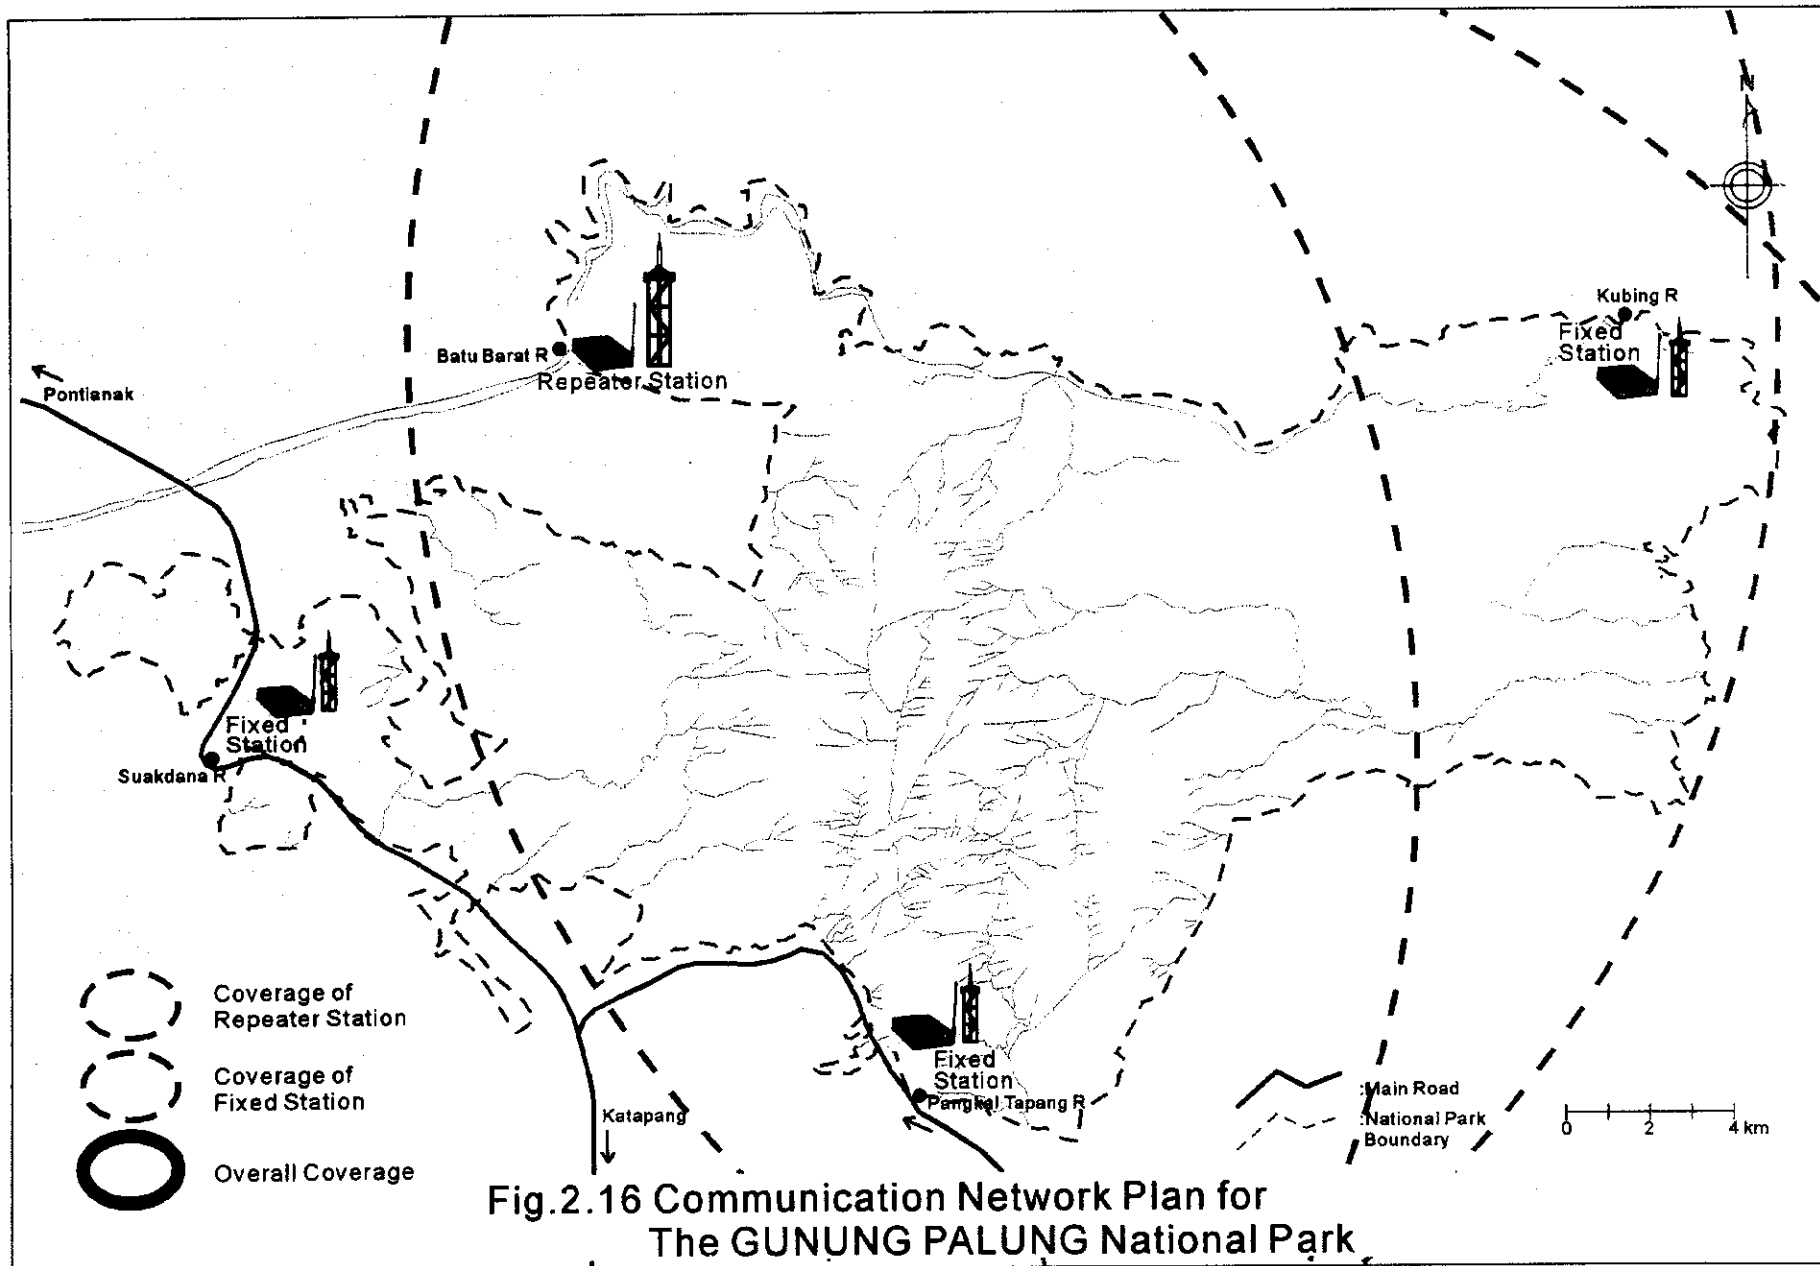 N
Kubing R
Fixed
Station
Batu Barat R
Repeater Station
Pontianak
Fixed
Station
Suakdana R
Coverage of
Repeater Station
Coverage of
Fixed Station
Overall Coverage
Fixed
Station
Pangkal Tapang R
Katapang
:Main Road
:National Park
Boundary
0 2 4 km
Fig.2.16 Communication Network Plan for
The GUNUNG PALUNG National Park